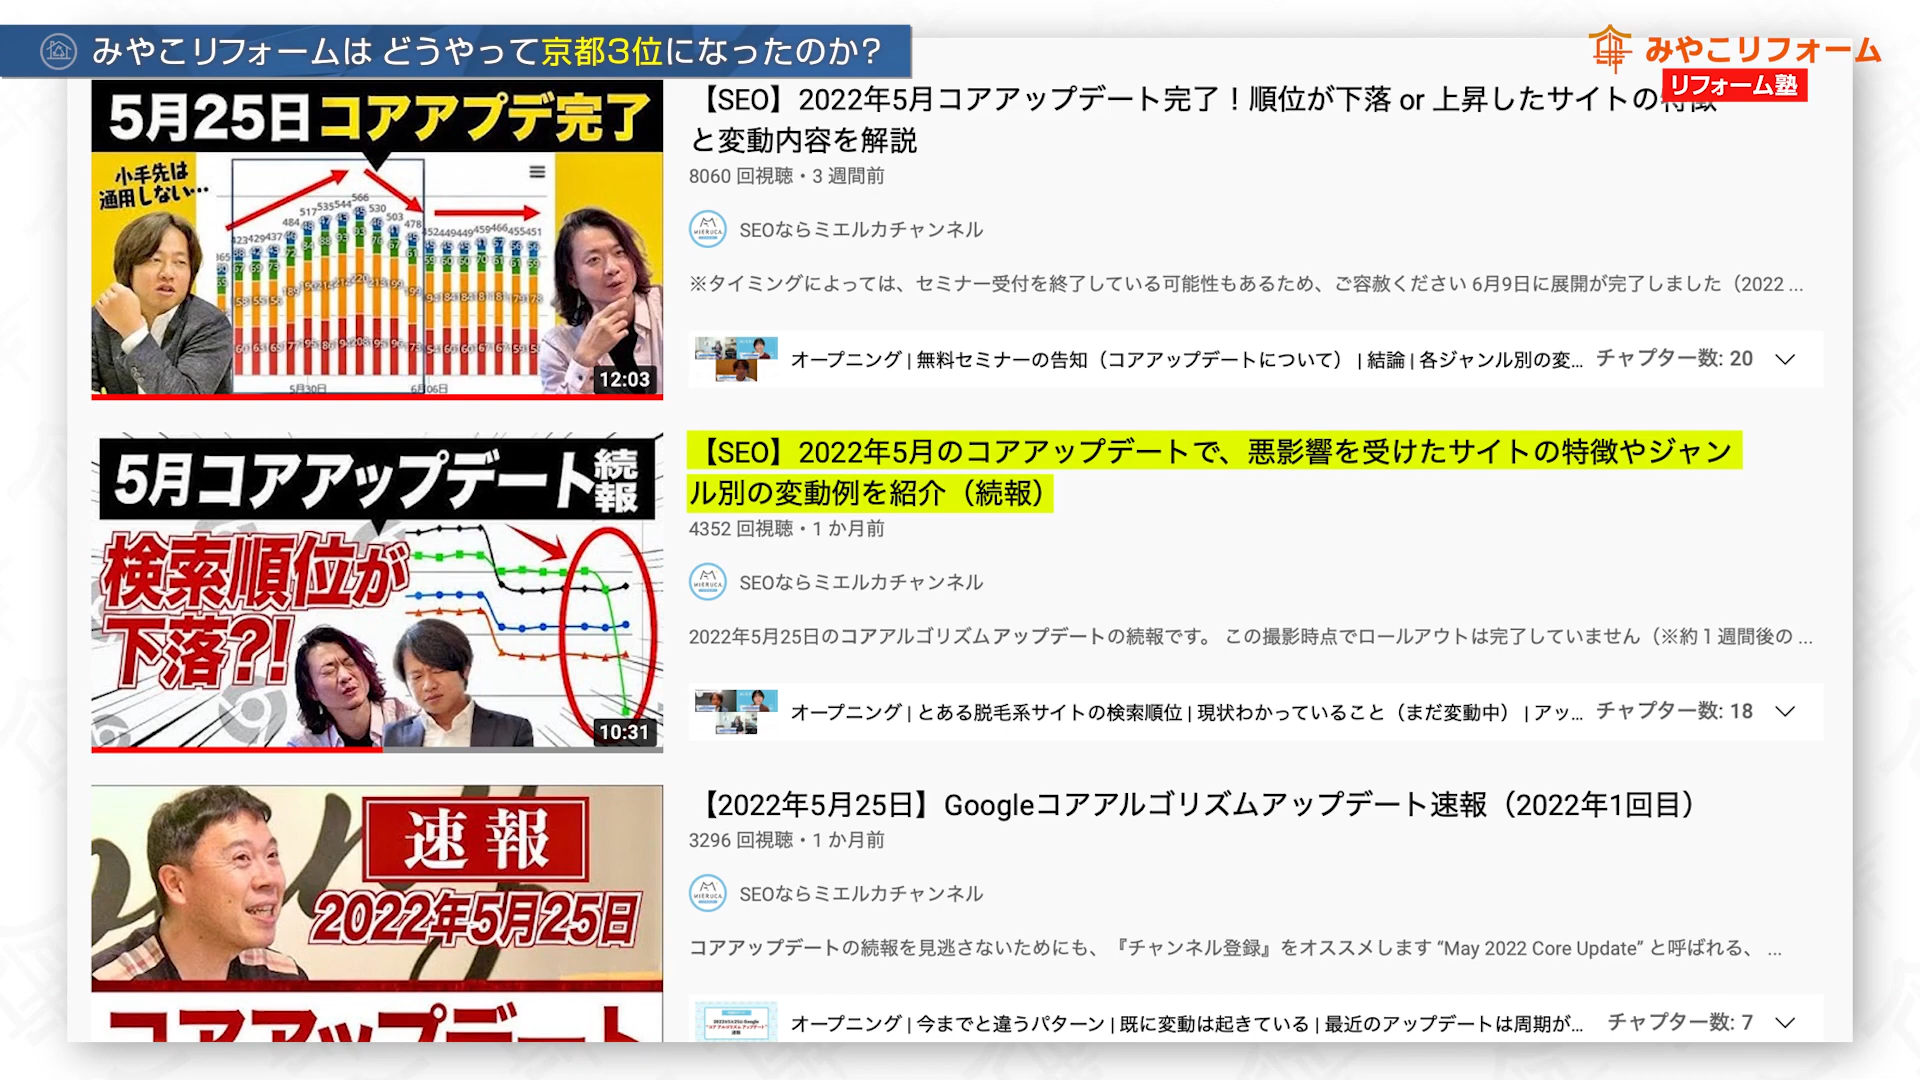 みやこリフォームは どうやって京都3位になったのか？
みやこリフォーム
リフォーム塾
5月25日コアアプデ完了
小手先は
通用しない…
12:03
【SEO】2022年5月コアアップデート完了！順位が下落 or 上昇したサイトの特徴
と変動内容を解説
8060 回視聴・3 週間前
SEOならミエルカチャンネル
※タイミングによっては、セミナー受付を終了している可能性もあるため、ご容赦ください 6月9日に展開が完了しました（2022 ...
オープニング | 無料セミナーの告知（コアアップデートについて） | 結論 | 各ジャンル別の変... チャプター数: 20
5月コアアップデート続報
検索順位が
下落?!
10:31
【SEO】2022年5月のコアアップデートで、悪影響を受けたサイトの特徴やジャン
ル別の変動例を紹介（続報）
4352 回視聴・1 か月前
SEOならミエルカチャンネル
2022年5月25日のコアアルゴリズムアップデートの続報です。 この撮影時点でロールアウトは完了していません（※約１週間後の ...
オープニング | とある脱毛系サイトの検索順位 | 現状わかっていること（まだ変動中） | アッ... チャプター数: 18
速報
2022年5月25日
コアアップデート
【2022年5月25日】Googleコアアルゴリズムアップデート速報（2022年1回目）
3296 回視聴・1 か月前
SEOならミエルカチャンネル
コアアップデートの続報を見逃さないためにも、『チャンネル登録』をオススメします “May 2022 Core Update” と呼ばれる、 ...
オープニング | 今までと違うパターン | 既に変動は起きている | 最近のアップデートは周期が... チャプター数: 7